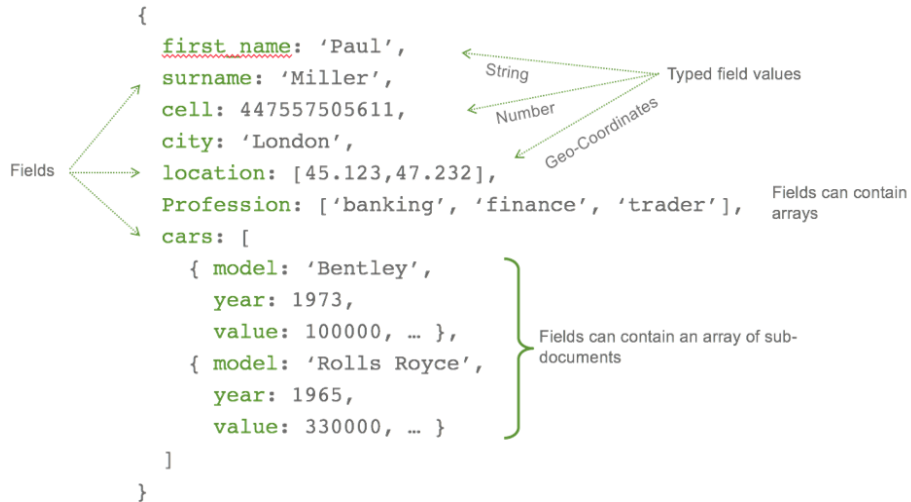 {
first_name: ‘Paul’,
surname: ‘Miller’,
cell: 447557505611,
city: ‘London’,
location: [45.123,47.232],
Profession: [‘banking’, ‘finance’, ‘trader’],
cars: [
{ model: ‘Bentley’,
year: 1973,
value: 100000, … },
{ model: ‘Rolls Royce’,
year: 1965,
value: 330000, … }
]
}
Fields
String
Number
Geo-Coordinates
Typed field values
Fields can contain
arrays
Fields can contain an array of sub-
documents